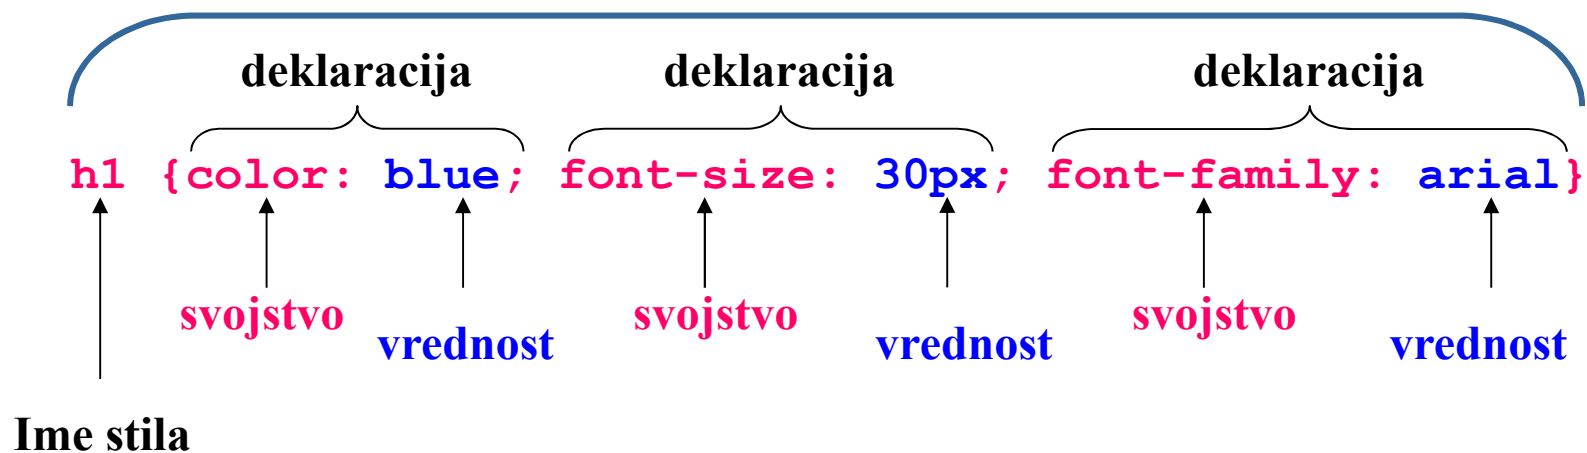 deklaracija deklaracija deklaracija
h1 {color: blue; font-size: 30px; font-family: arial}
svojstvo svojstvo svojstvo
vrednost vrednost vrednost
Ime stila